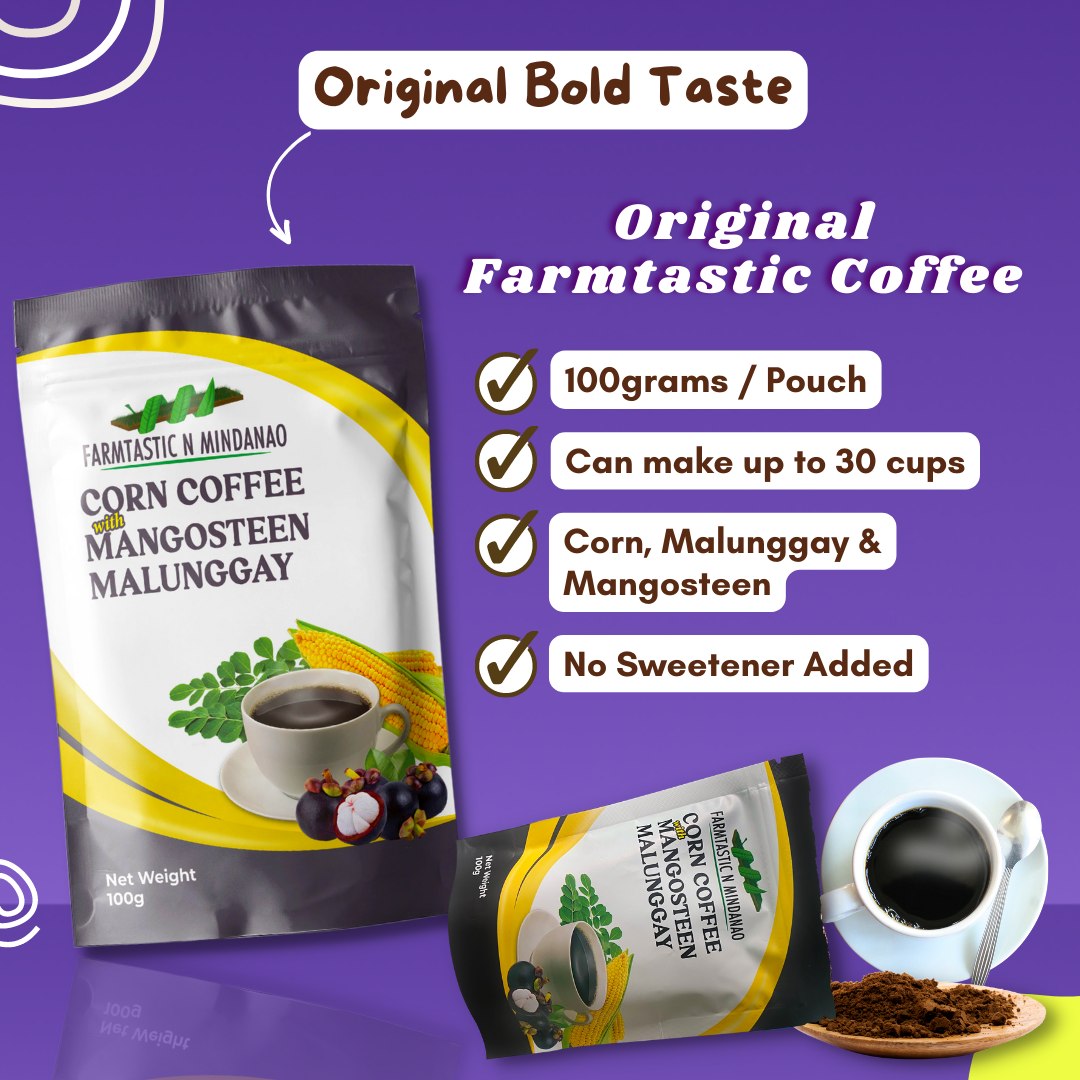 Original Bold Taste
Original
Farmtastic Coffee
100grams / Pouch
Can make up to 30 cups
Corn, Malunggay &
Mangosteen
No Sweetener Added
FARMTASTIC N MINDANAO
CORN COFFEE
with
MANGOSTEEN
MALUNGGAY
Net Weight
100g
FARMTASTIC N MINDANAO
CORN COFFEE
with
MANGOSTEEN
MALUNGGAY
Net Weight
100g